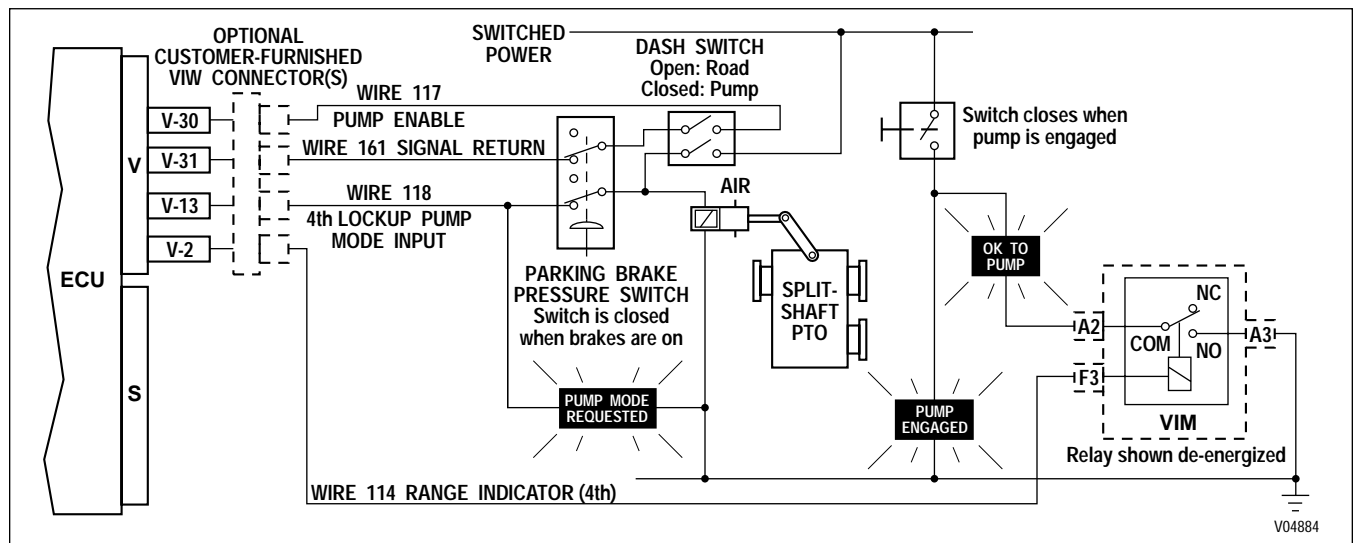 OPTIONAL
CUSTOMER-FURNISHED
VIW CONNECTOR(S)
SWITCHED
POWER
DASH SWITCH
Open: Road
Closed: Pump
WIRE 117
PUMP ENABLE
V-30
Switch closes when
pump is engaged
V
V-31
WIRE 161 SIGNAL RETURN
V-13
WIRE 118
4th LOCKUP PUMP
MODE INPUT
AIR
V-2
ECU
OK TO
PUMP
PARKING BRAKE
PRESSURE SWITCH
Switch is closed
when brakes are on
SPLIT-
SHAFT
PTO
NC
A2
COM
NO
A3
F3
S
PUMP MODE
REQUESTED
PUMP
ENGAGED
VIM
Relay shown de-energized
WIRE 114 RANGE INDICATOR (4th)
V04884